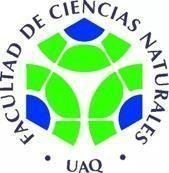 FACULTAD DE CIENCIAS NATURALES
· UAQ ·